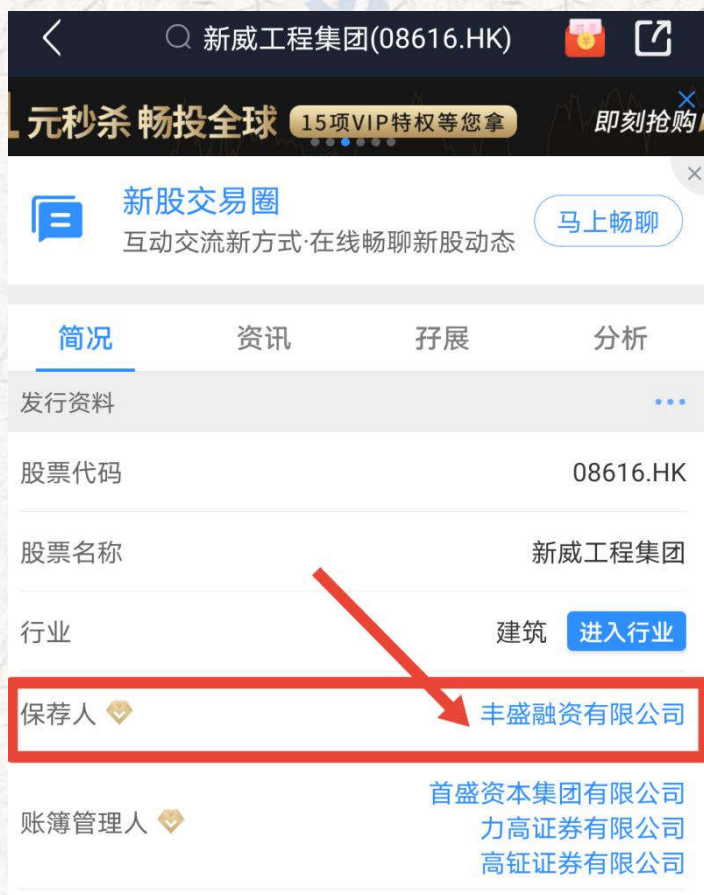 新威工程集团(08616.HK)
元秒杀 畅投全球 15项VIP特权等您拿 即刻抢购
新股交易圈
互动交流新方式·在线畅聊新股动态
马上畅聊
简况 资讯 孖展 分析
发行资料
股票代码 08616.HK
股票名称 新威工程集团
行业 建筑 进入行业
保荐人 丰盛融资有限公司
账簿管理人 首盛资本集团有限公司
力高证券有限公司
高钲证券有限公司